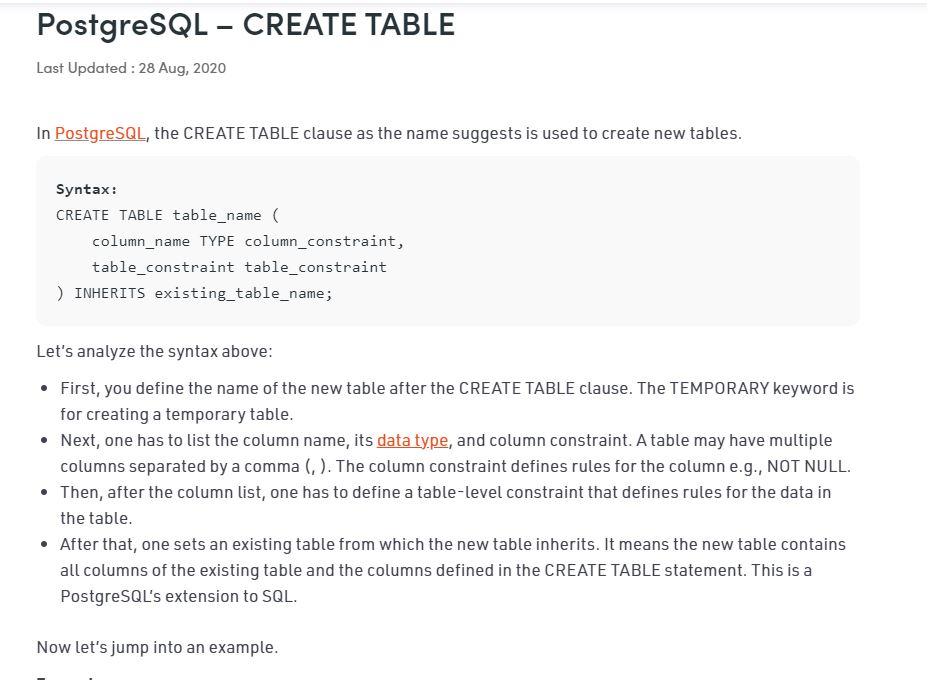 PostgreSQL – CREATE TABLE
Last Updated : 28 Aug, 2020
In PostgreSQL, the CREATE TABLE clause as the name suggests is used to create new tables.
Syntax:
CREATE TABLE table_name (
    column_name TYPE column_constraint,
    table_constraint table_constraint
) INHERITS existing_table_name;
Let’s analyze the syntax above:
• First, you define the name of the new table after the CREATE TABLE clause. The TEMPORARY keyword is
for creating a temporary table.
• Next, one has to list the column name, its data type, and column constraint. A table may have multiple
columns separated by a comma (, ). The column constraint defines rules for the column e.g., NOT NULL.
• Then, after the column list, one has to define a table-level constraint that defines rules for the data in
the table.
• After that, one sets an existing table from which the new table inherits. It means the new table contains
all columns of the existing table and the columns defined in the CREATE TABLE statement. This is a
PostgreSQL’s extension to SQL.
Now let’s jump into an example.